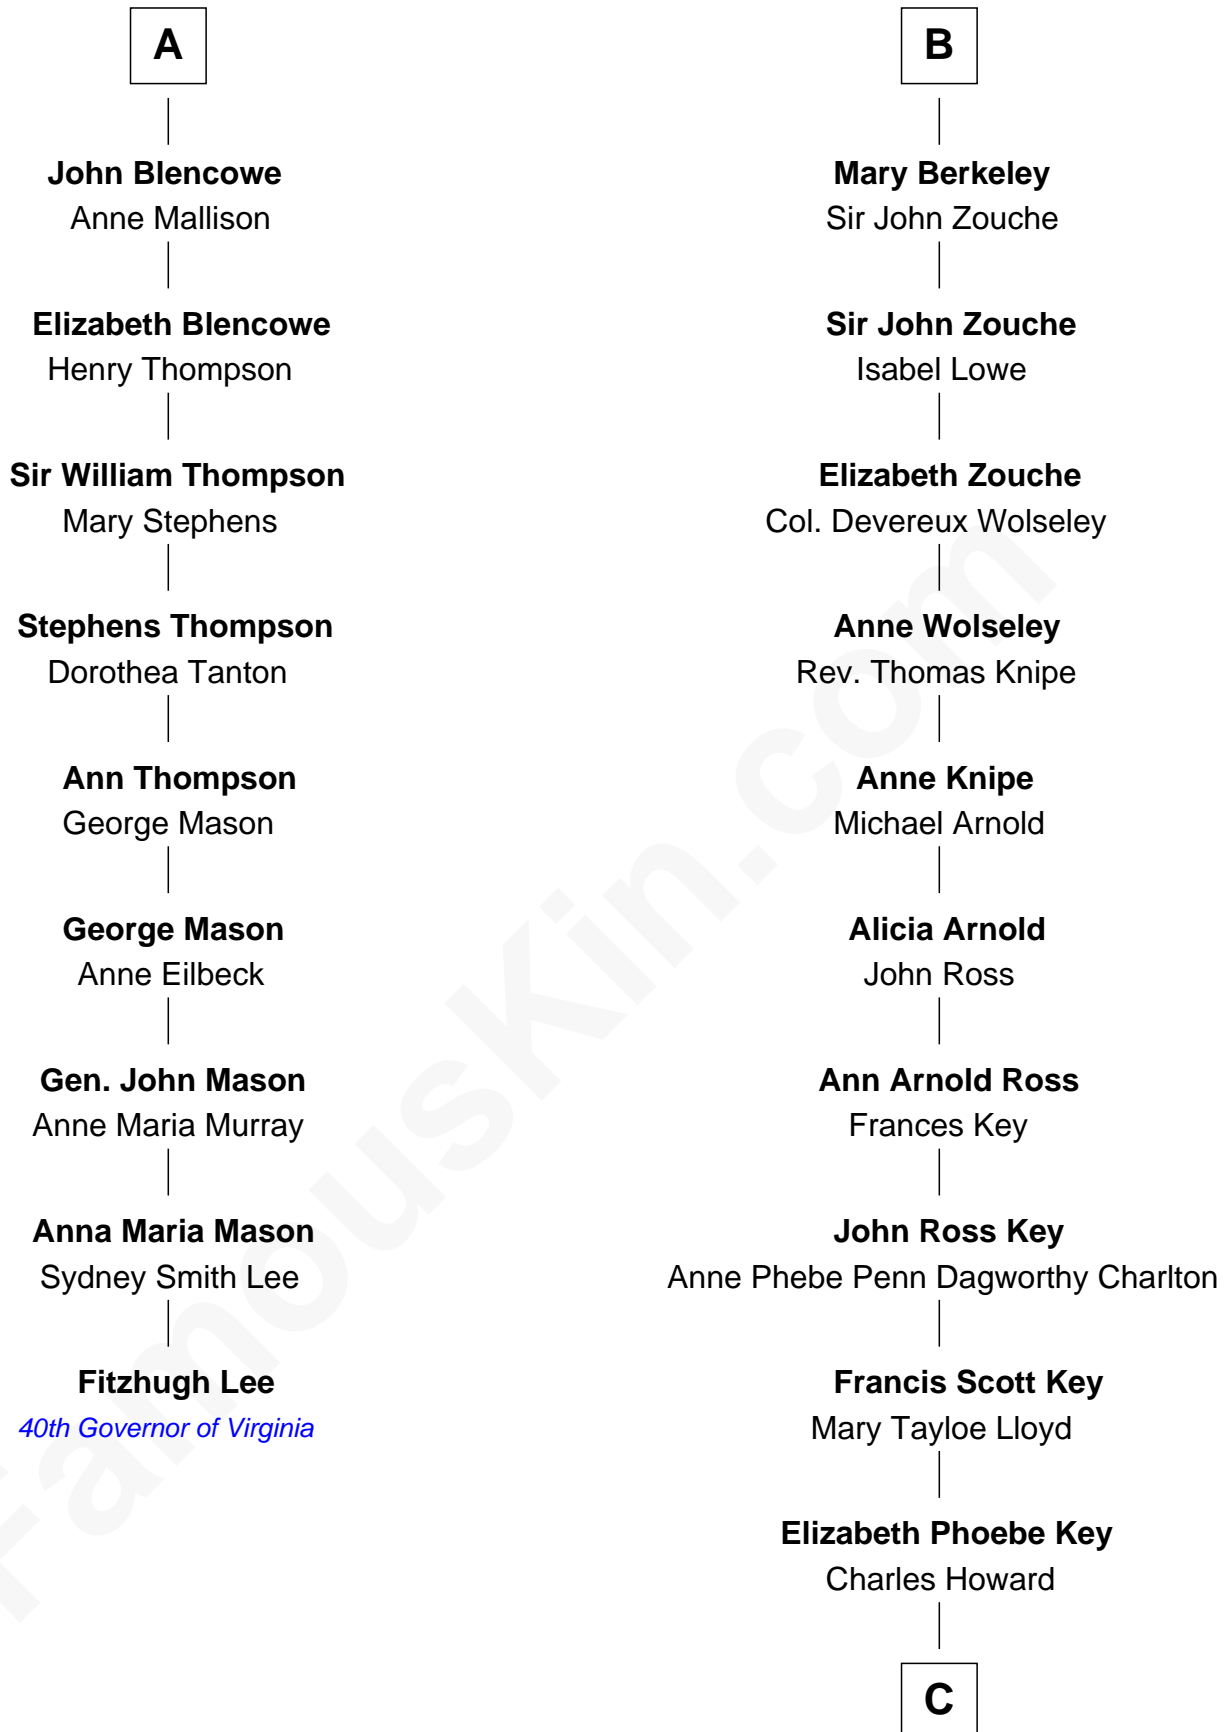 A
John Blencowe
Anne Mallison
Elizabeth Blencowe
Henry Thompson
Sir William Thompson
Mary Stephens
Stephens Thompson
Dorothea Tanton
Ann Thompson
George Mason
George Mason
Anne Eilbeck
Gen. John Mason
Anne Maria Murray
Anna Maria Mason
Sydney Smith Lee
Fitzhugh Lee
40th Governor of Virginia
B
Mary Berkeley
Sir John Zouche
Sir John Zouche
Isabel Lowe
Elizabeth Zouche
Col. Devereux Wolseley
Anne Wolseley
Rev. Thomas Knipe
Anne Knipe
Michael Arnold
Alicia Arnold
John Ross
Ann Arnold Ross
Frances Key
John Ross Key
Anne Phebe Penn Dagworthy Charlton
Francis Scott Key
Mary Tayloe Lloyd
Elizabeth Phoebe Key
Charles Howard
C
FamousKin.com